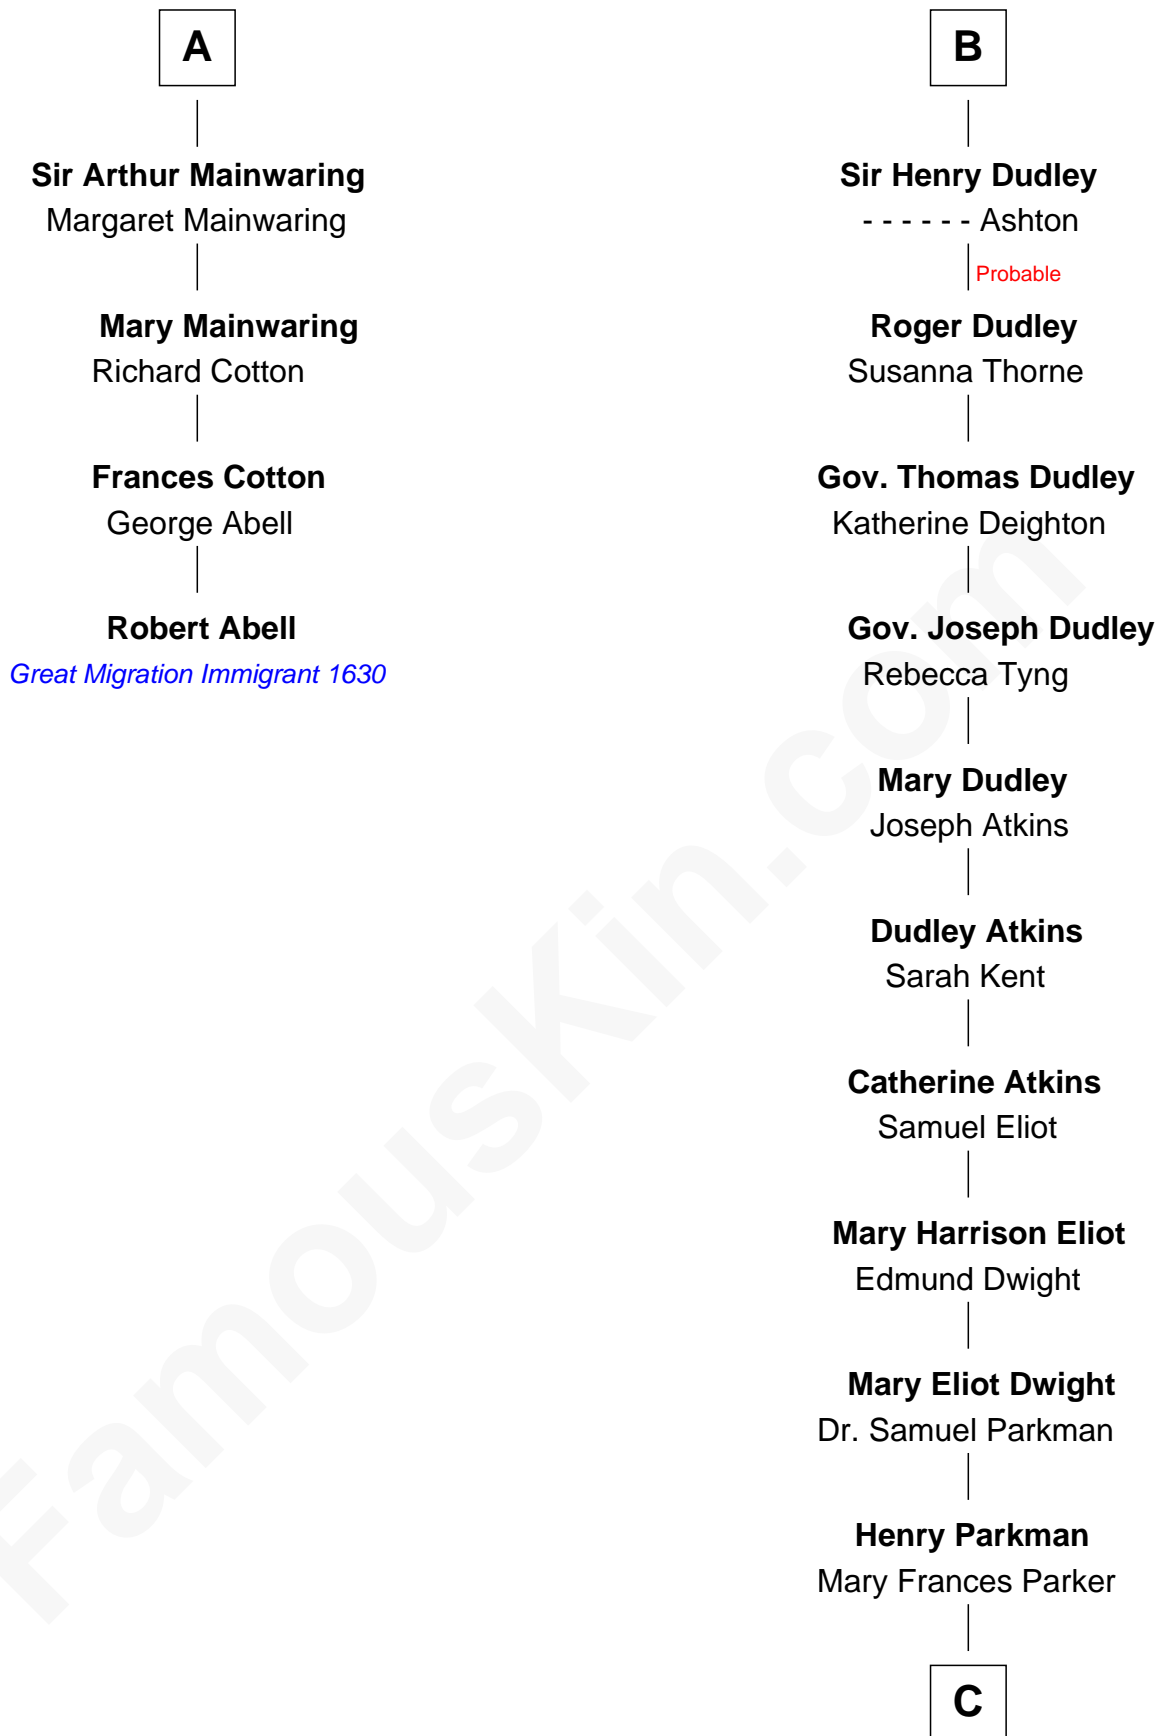 A
Sir Arthur Mainwaring
Margaret Mainwaring
Mary Mainwaring
Richard Cotton
Frances Cotton
George Abell
Robert Abell
Great Migration Immigrant 1630
B
Sir Henry Dudley
- - - - - - Ashton
Probable
Roger Dudley
Susanna Thorne
Gov. Thomas Dudley
Katherine Deighton
Gov. Joseph Dudley
Rebecca Tyng
Mary Dudley
Joseph Atkins
Dudley Atkins
Sarah Kent
Catherine Atkins
Samuel Eliot
Mary Harrison Eliot
Edmund Dwight
Mary Eliot Dwight
Dr. Samuel Parkman
Henry Parkman
Mary Frances Parker
C
FamousKin.com